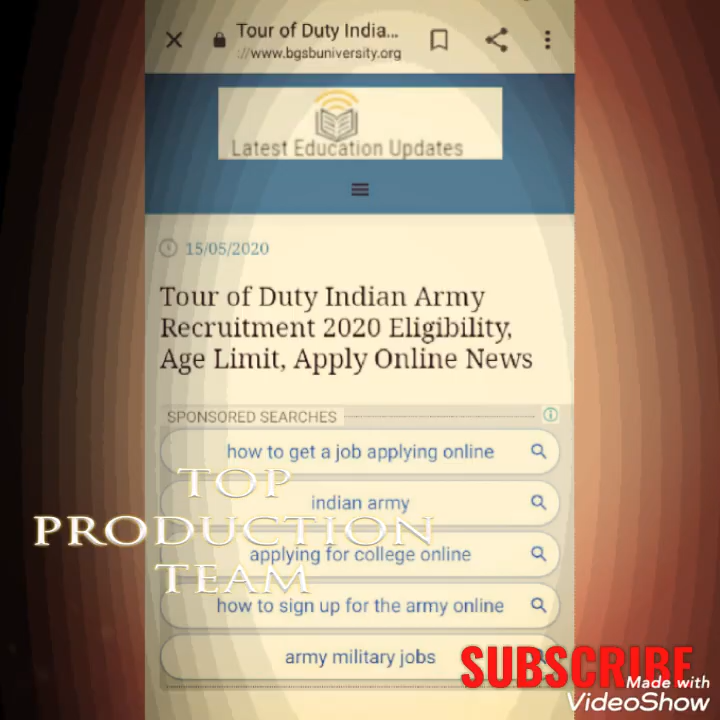 Tour of Duty India...
://www.bgsbuniversity.org
Latest Education Updates
15/05/2020
Tour of Duty Indian Army
Recruitment 2020 Eligibility,
Age Limit, Apply Online News
SPONSORED SEARCHES
how to get a job applying online
indian army
applying for college online
how to sign up for the army online
army military jobs
TOP
PRODUCTION
TEAM
SUBSCRIBE
Made with
VideoShow